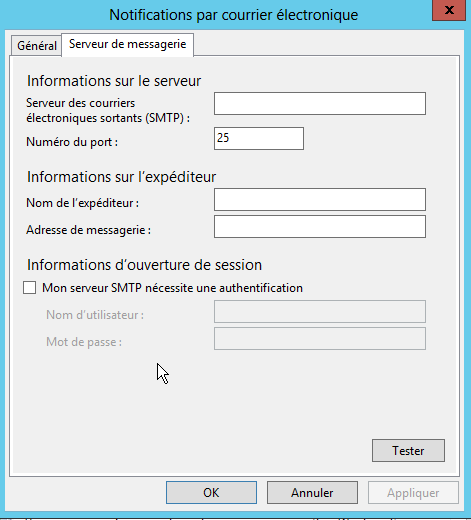 Notifications par courrier électronique
x
Général
Serveur de messagerie
Informations sur le serveur
Serveur des courriers
électroniques sortants (SMTP) :
Numéro du port :
25
Informations sur l'expéditeur
Nom de l'expéditeur :
Adresse de messagerie :
Informations d'ouverture de session
Mon serveur SMTP nécessite une authentification
Nom d'utilisateur :
Mot de passe :
Tester
OK
Annuler
Appliquer